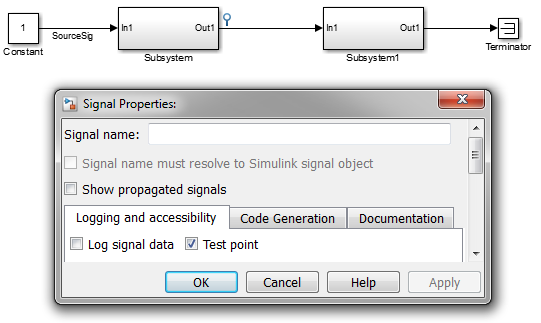 1
Constant
SourceSig
In1 Out1
Subsystem
In1 Out1
Subsystem1
Terminator
Signal Properties:
Signal name:
Signal name must resolve to Simulink signal object
Show propagated signals
Logging and accessibility Code Generation Documentation
Log signal data Test point
OK Cancel Help Apply